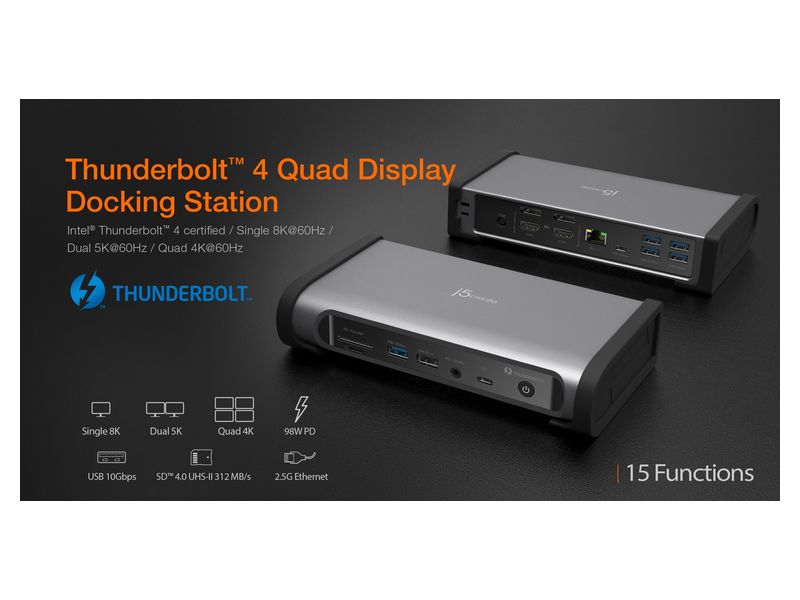 Thunderbolt™ 4 Quad Display
Docking Station
Intel® Thunderbolt™ 4 certified / Single 8K@60Hz /
Dual 5K@60Hz / Quad 4K@60Hz
THUNDERBOLT™
j5create
j5create
THUNDERBOLT
Single 8K
Dual 5K
Quad 4K
98W PD
USB 10Gbps
SD™ 4.0 UHS-II 312 MB/s
2.5G Ethernet
15 Functions